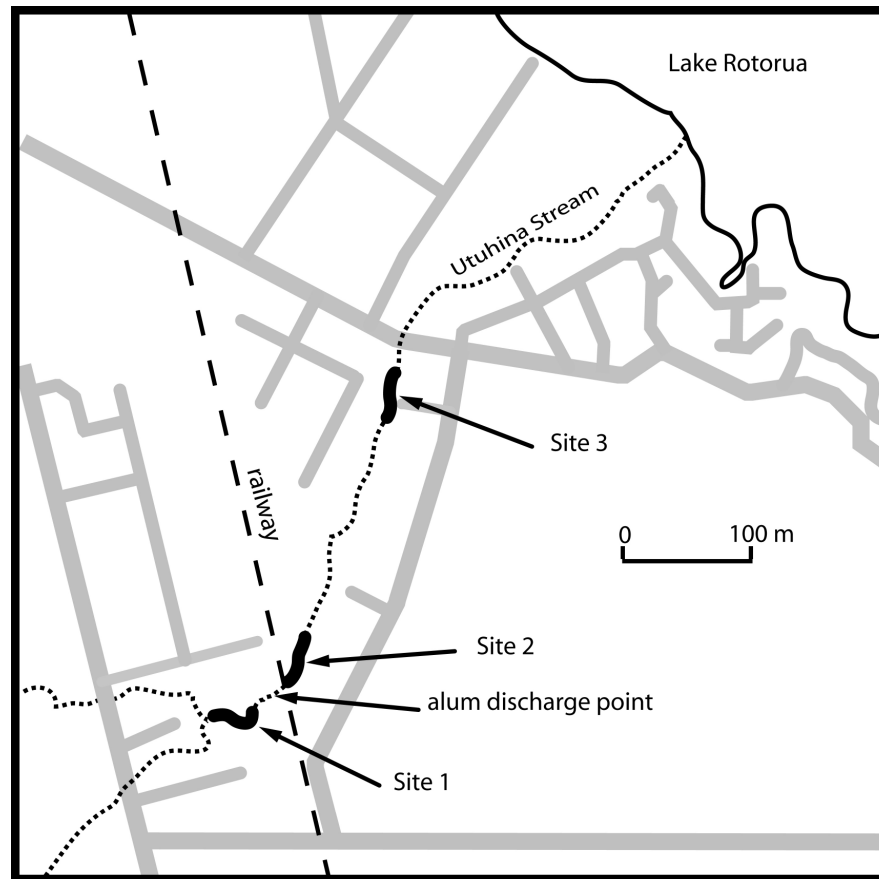 Lake Rotorua
Utuhina Stream
Site 3
railway
0 100 m
Site 2
alum discharge point
Site 1